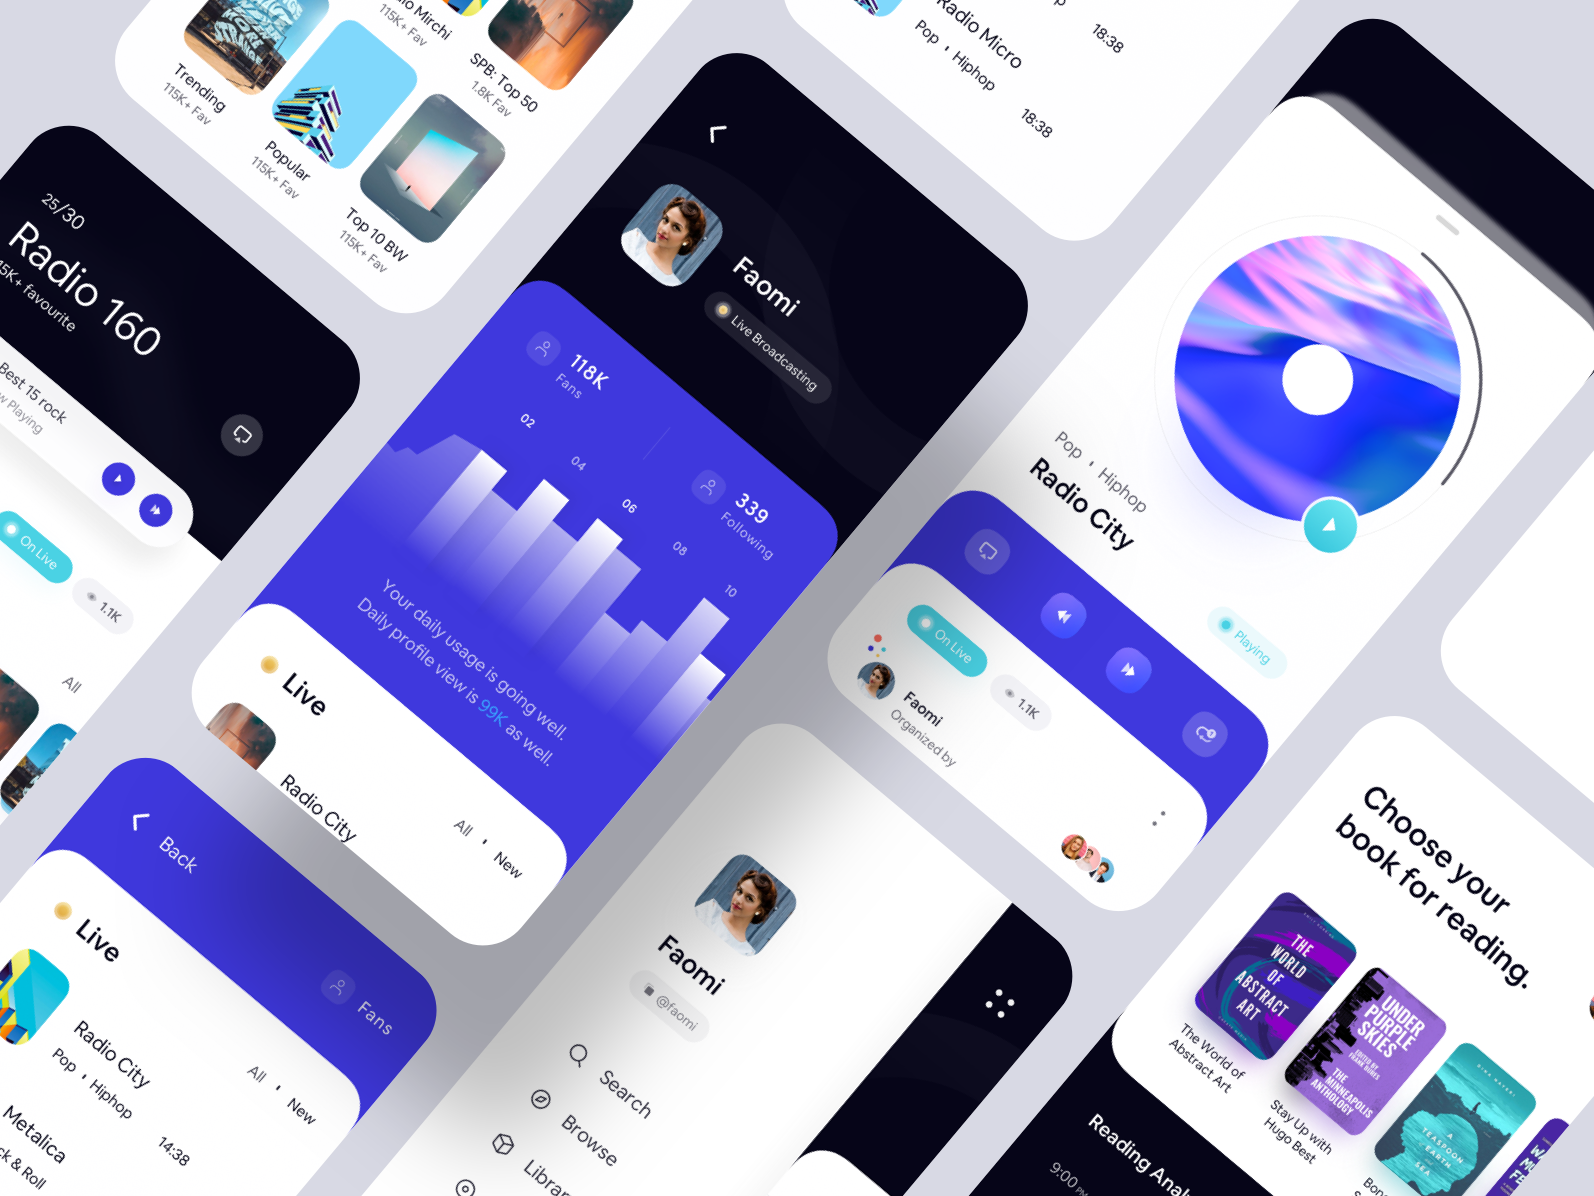 Trending
115K+ Fav
Popular
115K+ Fav
Top 10 BW
115K+ Fav
Mirchi
115K+ Fav
SPB: Top 50
1.8K Fav
25/30
Radio 160
favourite
Best 15 rock
Playing
On Live
1.1K
All
Faomi
Live Broadcasting
118K
Fans
339
Following
02
04
06
08
10
Your daily usage is going well.
Daily profile view is 99K as well.
Live
Radio City
All
New
Radio Micro
Pop
Hiphop
18:38
18:38
Pop
Hiphop
Radio City
Playing
On Live
1.1K
Faomi
Organized by
Back
Fans
Live
All
New
Radio City
Pop
Hiphop
14:38
Metalica
& Roll
Faomi
@faomi
Search
Browse
Choose your
book for reading.
THE
WORLD
OF
ABSTRACT
ART
The World of
Abstract Art
UNDER
PURPLE
SKIES
THE
MINNEAPOLIS
ANTHOLOGY
Stay Up with
Hugo Best
A
TEASPOON
EARTH
SEA
Reading
9:00 PM